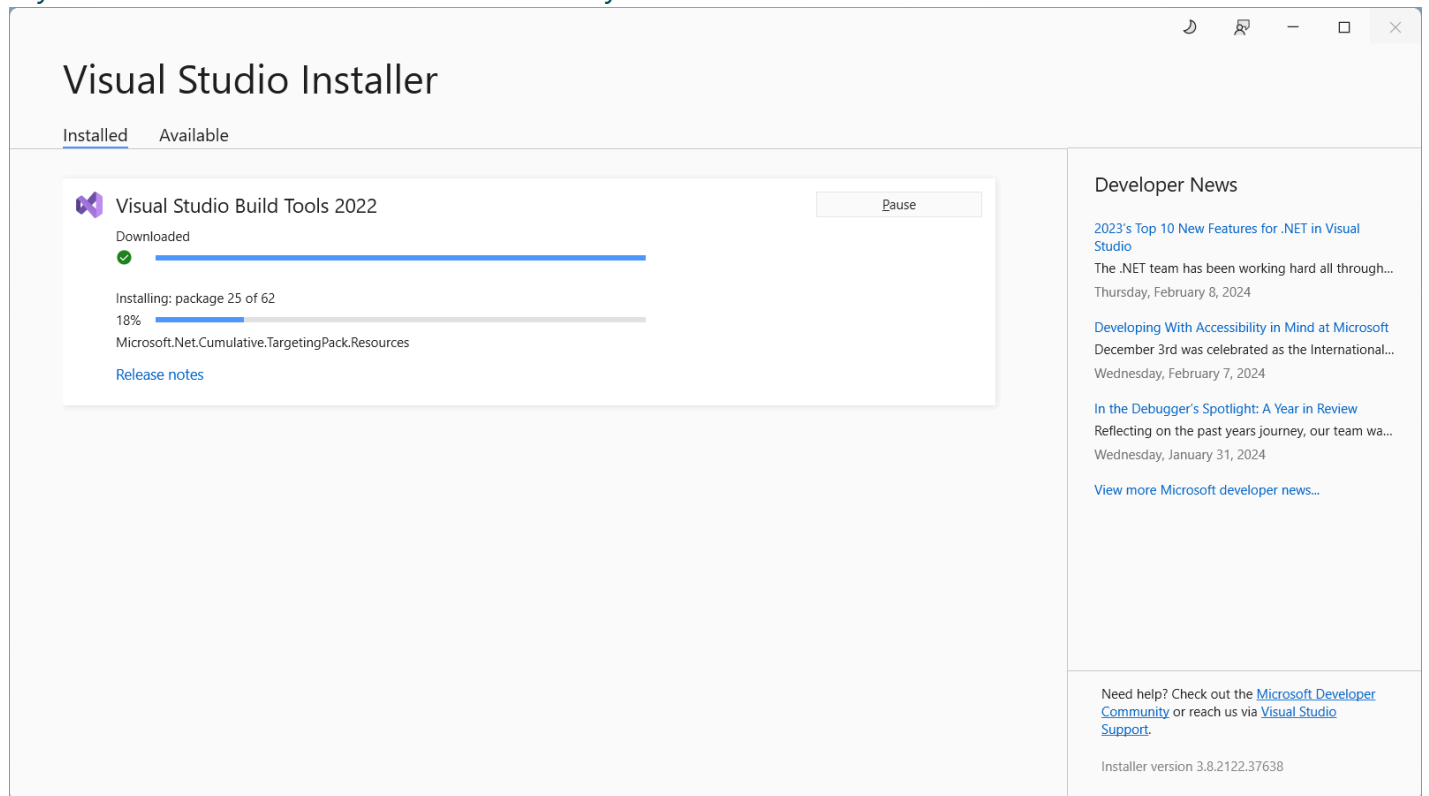 Visual Studio Installer
Installed Available
Visual Studio Build Tools 2022
Pause
Downloaded
Installing: package 25 of 62
18%
Microsoft.Net.Cumulative.TargetingPack.Resources
Release notes
Developer News
2023's Top 10 New Features for .NET in Visual
Studio
The .NET team has been working hard all through...
Thursday, February 8, 2024
Developing With Accessibility in Mind at Microsoft
December 3rd was celebrated as the International...
Wednesday, February 7, 2024
In the Debugger's Spotlight: A Year in Review
Reflecting on the past years journey, our team wa...
Wednesday, January 31, 2024
View more Microsoft developer news...
Need help? Check out the Microsoft Developer
Community or reach us via Visual Studio
Support.
Installer version 3.8.2122.37638